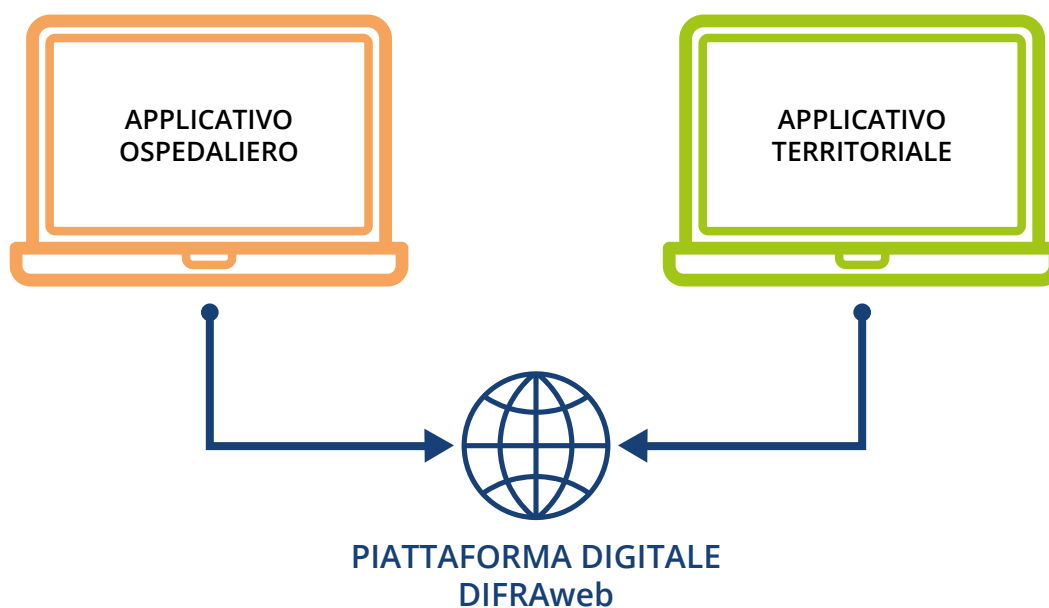 APPLICATIVO
OSPEDALIERO
APPLICATIVO
TERRITORIALE
PIATTAFORMA DIGITALE
DIFRAweb